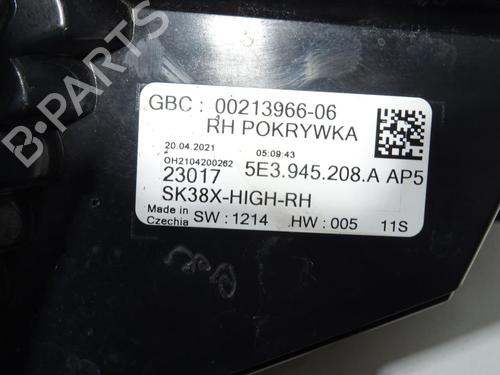 GBC : 00213966-06
RH POKRYWKA
20.04.2021 05:09:43
OH2104200262
23017 5E3.945.208.A AP5
SK38X-HIGH-RH
Made in
Czechia SW : 1214 HW : 005 11S
B-PARTS